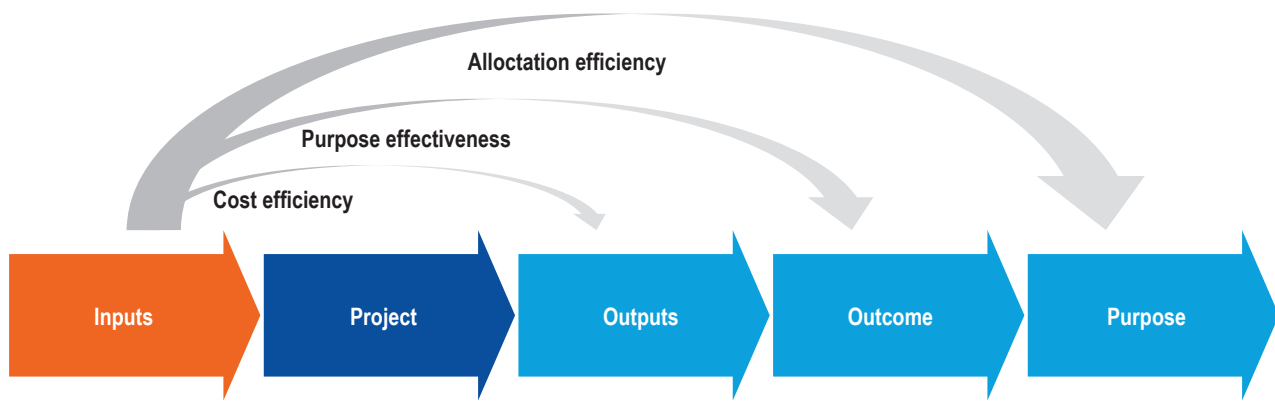 Alloctation efficiency
Purpose effectiveness
Cost efficiency
Inputs
Project
Outputs
Outcome
Purpose